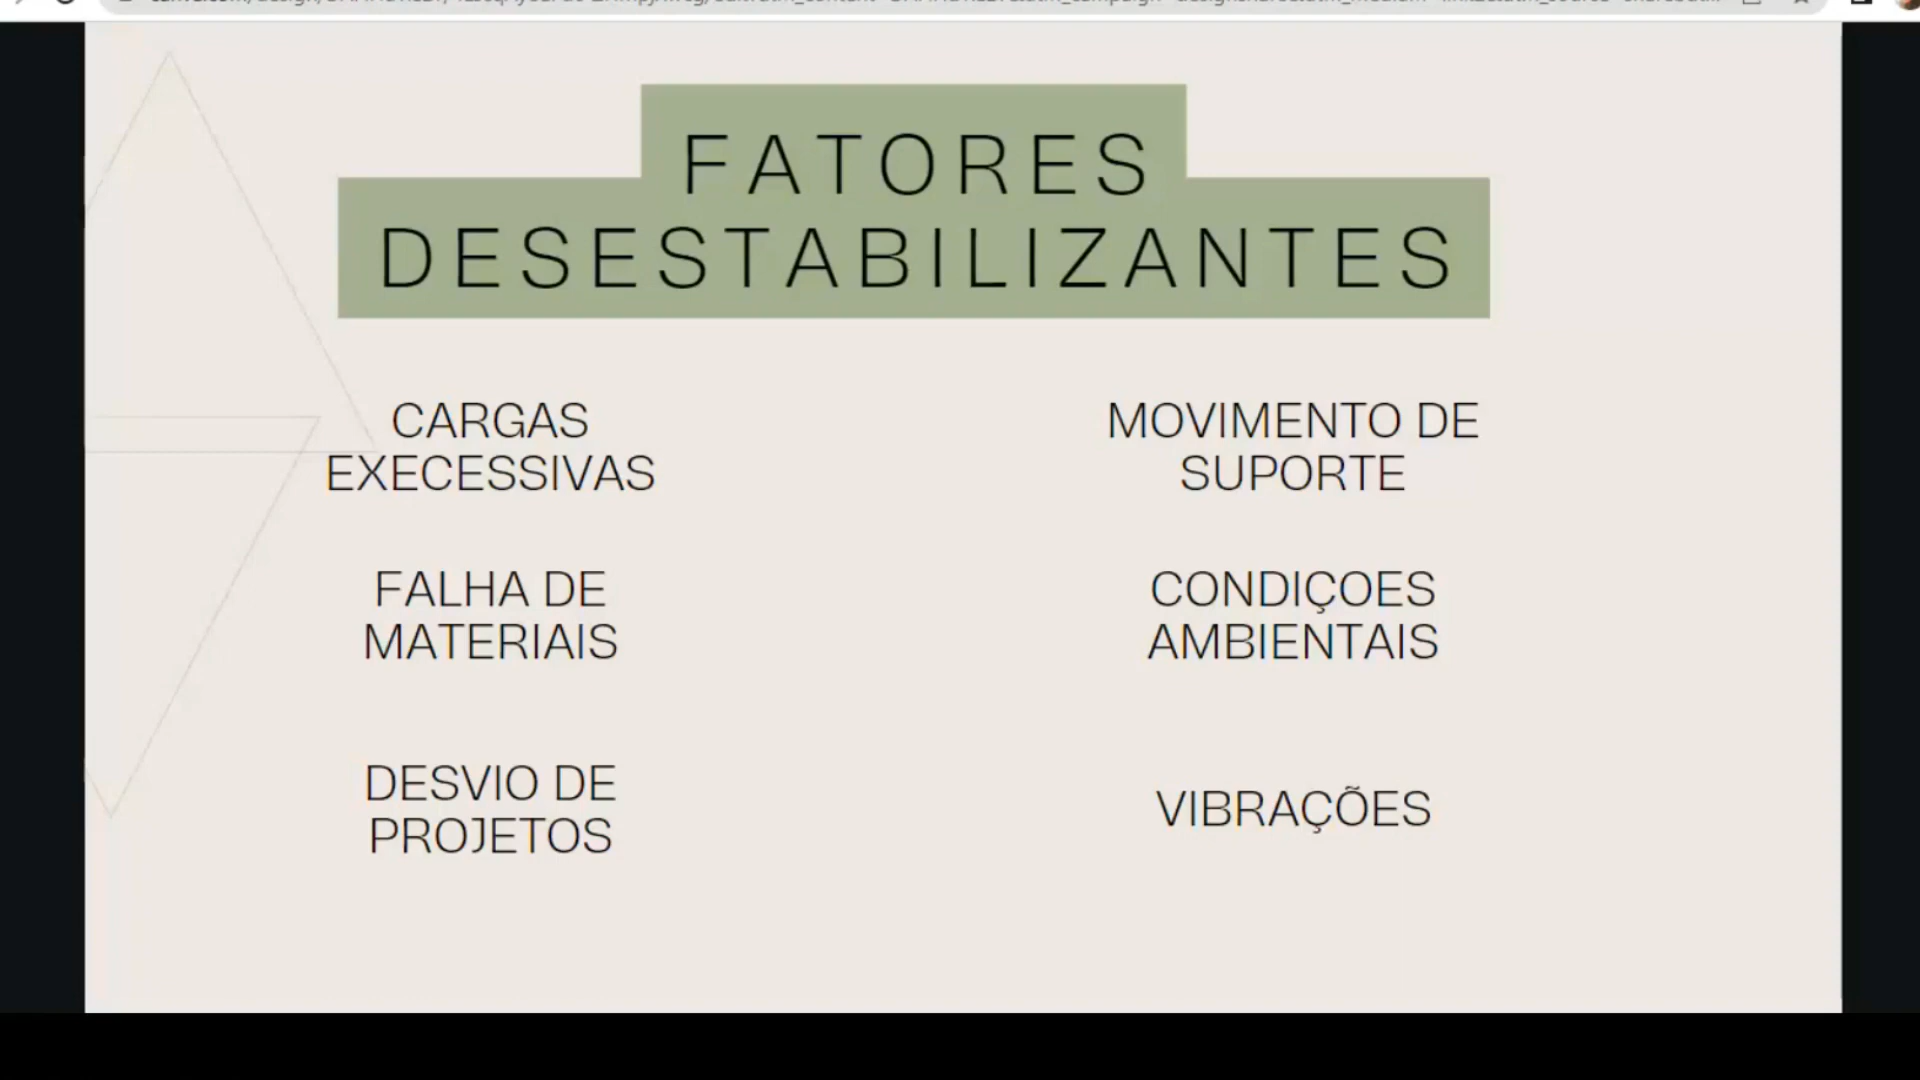 FATORES
DESESTABILIZANTES
CARGAS
EXECESSIVAS
MOVIMENTO DE
SUPORTE
FALHA DE
MATERIAIS
CONDIÇOES
AMBIENTAIS
DESVIO DE
PROJETOS
VIBRAÇÕES